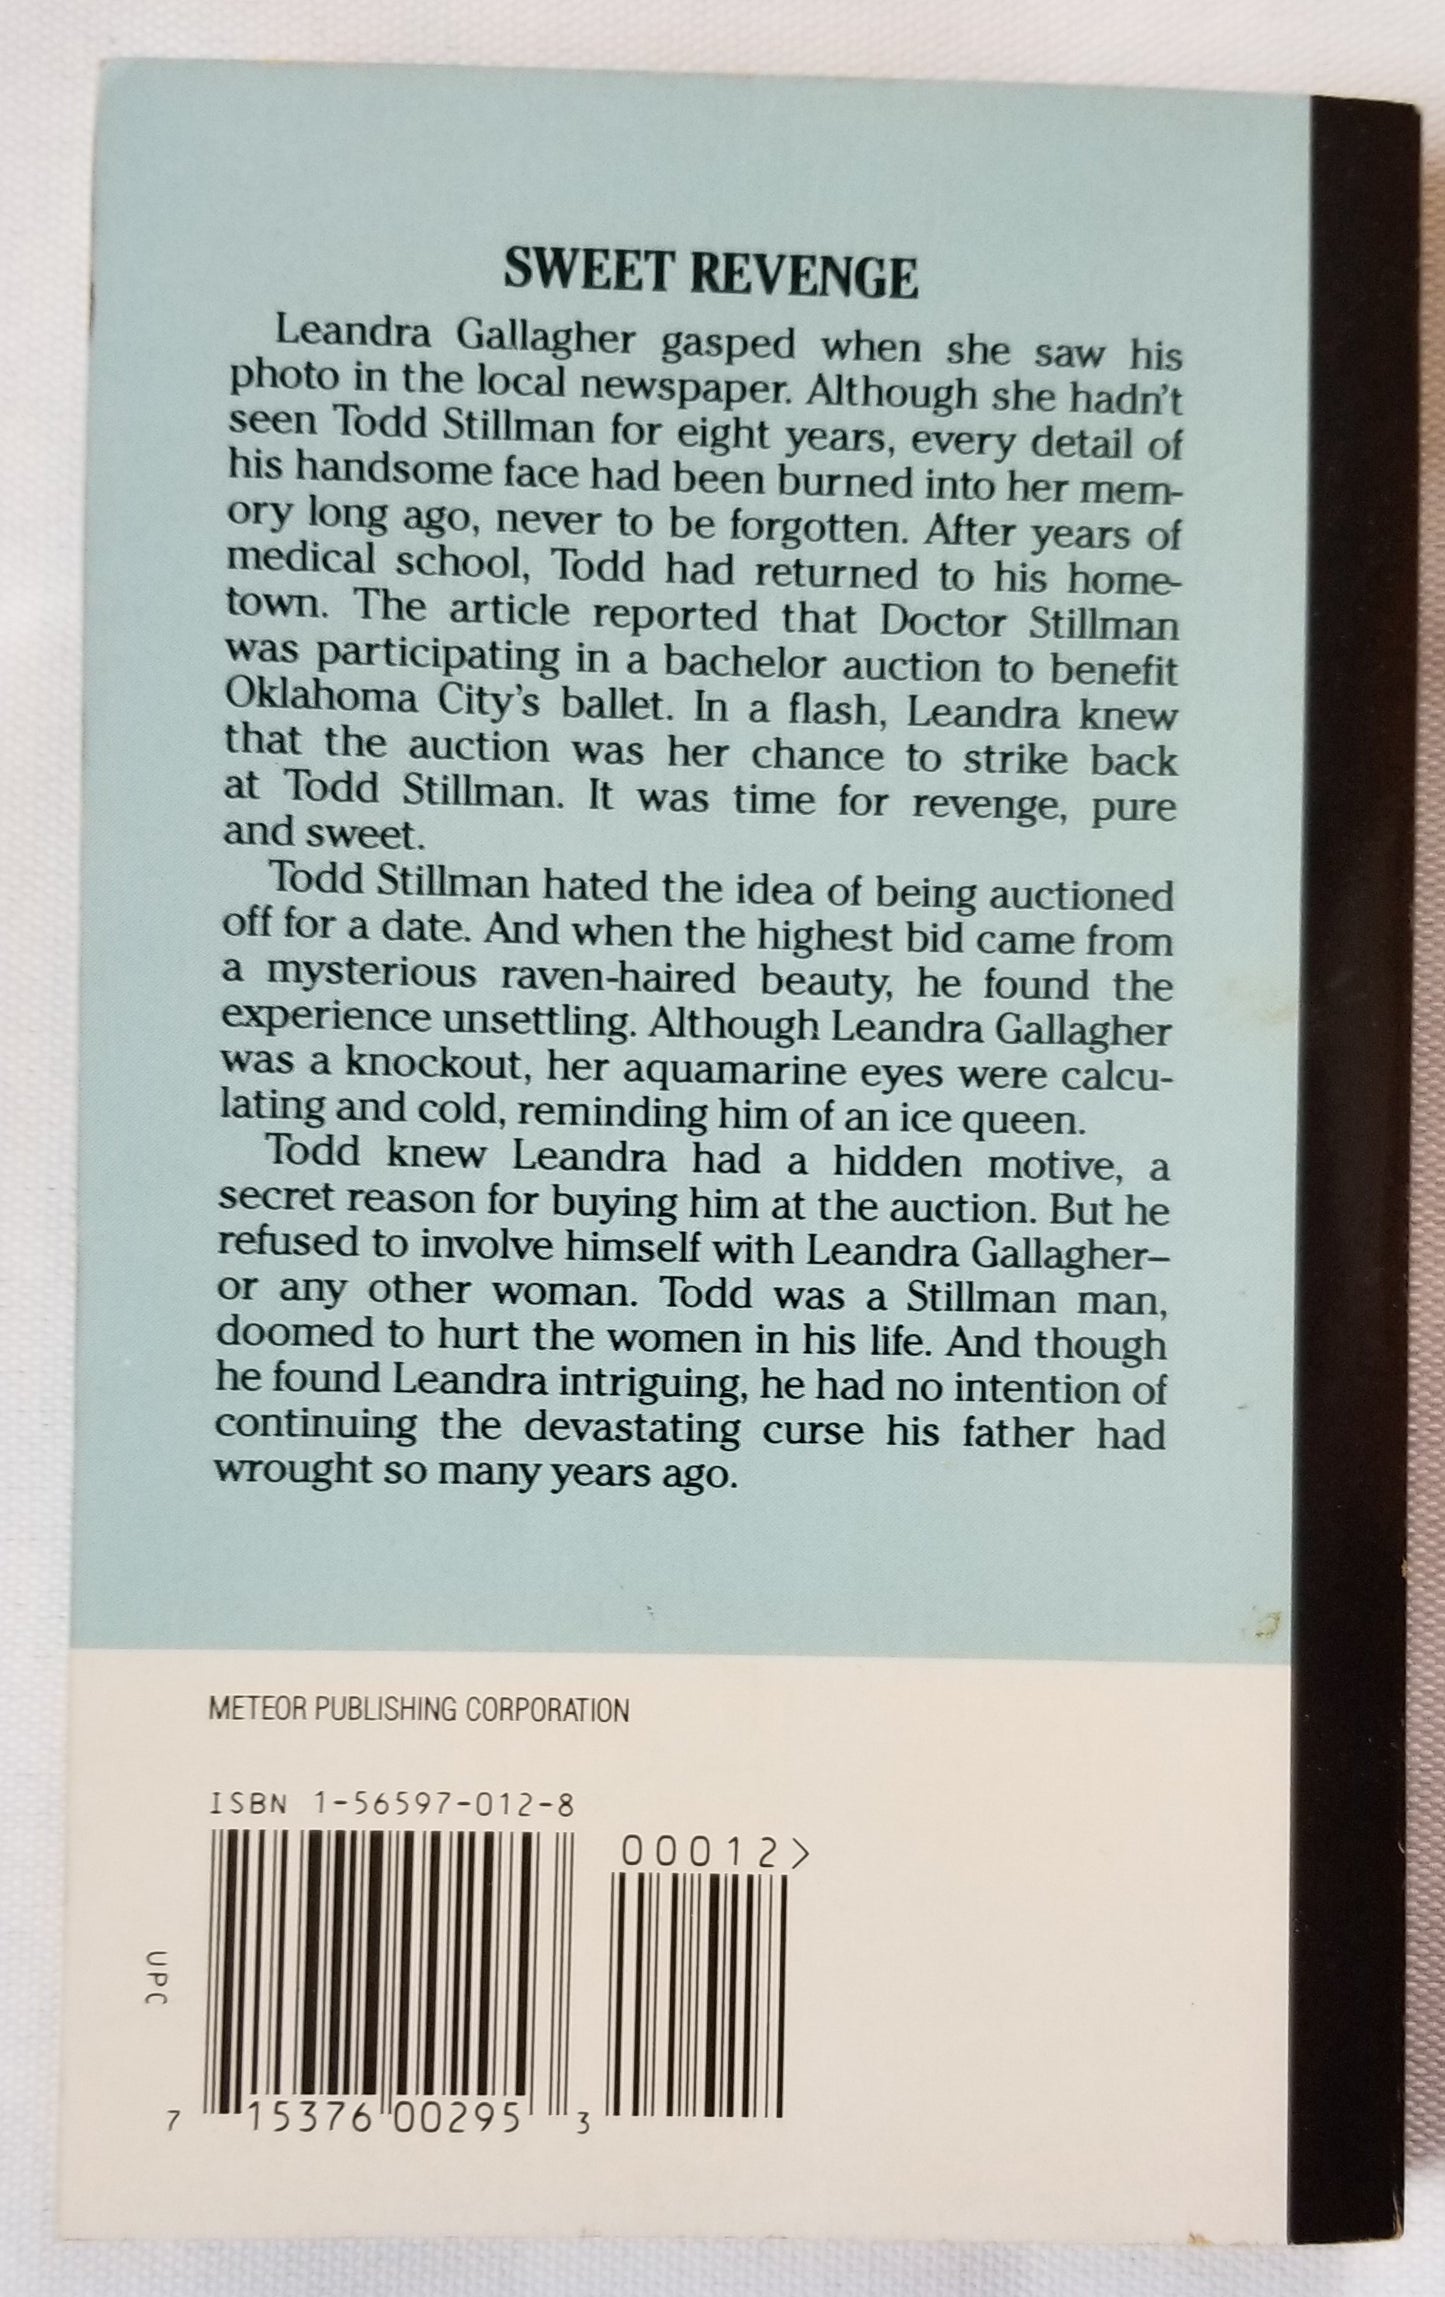 SWEET REVENGE
Leandra Gallagher gasped when she saw his
photo in the local newspaper. Although she hadn't
seen Todd Stillman for eight years, every detail of
his handsome face had been burned into her mem-
ory long ago, never to be forgotten. After years of
medical school, Todd had returned to his home-
town. The article reported that Doctor Stillman
was participating in a bachelor auction to benefit
Oklahoma City's ballet. In a flash, Leandra knew
that the auction was her chance to strike back
at Todd Stillman. It was time for revenge, pure
and sweet.
Todd Stillman hated the idea of being auctioned
off for a date. And when the highest bid came from
a mysterious raven-haired beauty, he found the
experience unsettling. Although Leandra Gallagher
was a knockout, her aquamarine eyes were calcu-
lating and cold, reminding him of an ice queen.
Todd knew Leandra had a hidden motive, a
secret reason for buying him at the auction. But he
refused to involve himself with Leandra Gallagher–
or any other woman. Todd was a Stillman man,
doomed to hurt the women in his life. And though
he found Leandra intriguing, he had no intention of
continuing the devastating curse his father had
wrought so many years ago.
METEOR PUBLISHING CORPORATION
ISBN 1-56597-012-8
00012>
UPC
7 15376 00295 3